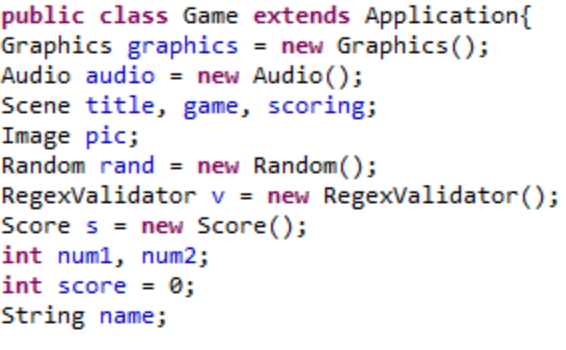 public class Game extends Application{
Graphics graphics = new Graphics();
Audio audio = new Audio();
Scene title, game, scoring;
Image pic;
Random rand = new Random();
RegexValidator v = new RegexValidator();
Score s = new Score();
int num1, num2;
int score = 0;
String name;